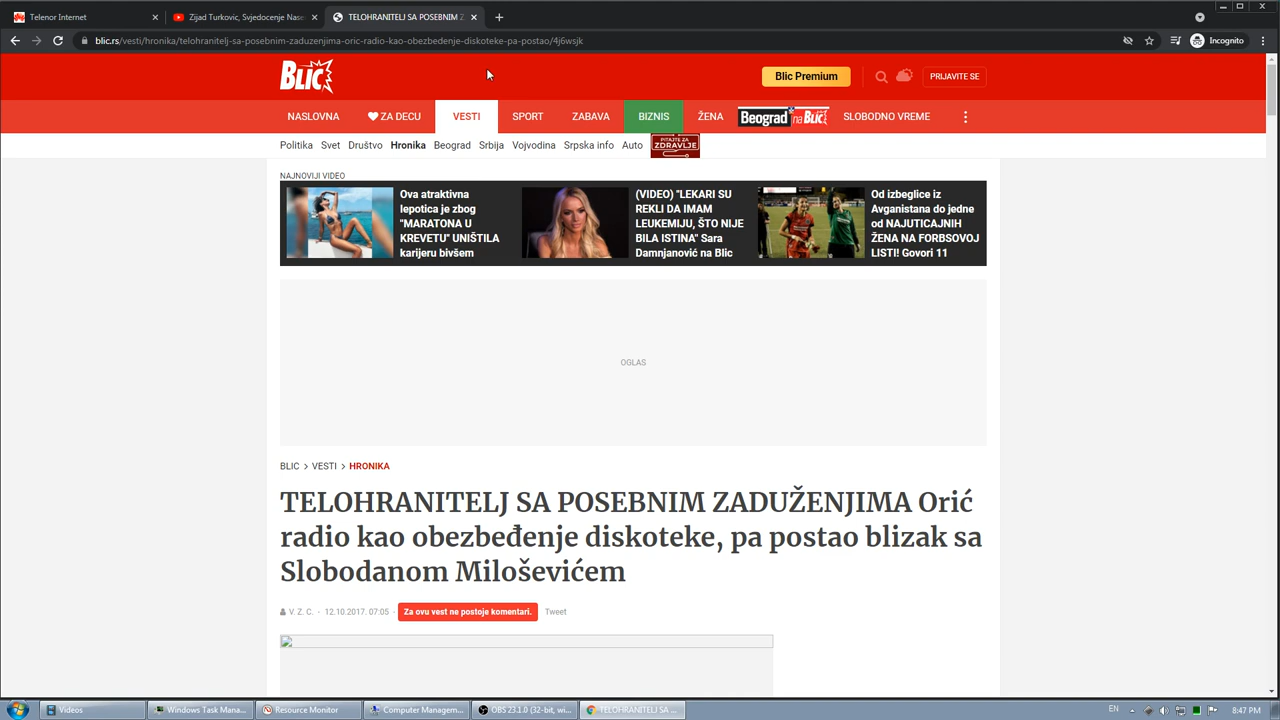 Telenor Internet
Zijad Turkovic, Svjedocenje Nase
TELOHRANITELJ SA POSEBNIM Z
blic.rs/vesti/hronika/telohranitelj-sa-posebnim-zaduzenjima-oric-radio-kao-obezbedenje-diskoteke-pa-postao/4j6wsjk
Incognito
BLIC
Blic Premium
PRIJAVITE SE
NASLOVNA
ZA DECU
VESTI
SPORT
ZABAVA
BIZNIS
ŽENA
Beograd na BLIC
SLOBODNO VREME
Politika
Svet
Društvo
Hronika
Beograd
Srbija
Vojvodina
Srpska info
Auto
PITAJTE ZA
ZDRAVLJE
NAJNOVIJI VIDEO
Ova atraktivna
lepotica je zbog
"MARATONA U
KREVETU" UNIŠTILA
karijeru bivšem
(VIDEO) "LEKARI SU
REKLI DA IMAM
LEUKEMIJU, ŠTO NIJE
BILA ISTINA" Sara
Damnjanović na Blic
Od izbeglice iz
Avganistana do jedne
od NAJUTICAJNIH
ŽENA NA FORBSOVOJ
LISTI! Govori 11
OGLAS
BLIC > VESTI > HRONIKA
TELOHRANITELJ SA POSEBNIM ZADUŽENJIMA Orić
radio kao obezbeđenje diskoteke, pa postao blizak sa
Slobodanom Miloševićem
V. Z. C. - 12.10.2017. 07:05 -
Za ovu vest ne postoje komentari.
Tweet
Videos
Windows Task Mana...
Resource Monitor
Computer Managem...
OBS 23.1.0 (32-bit, wi...
TELOHRANITELJ SA ...
EN
8:47 PM